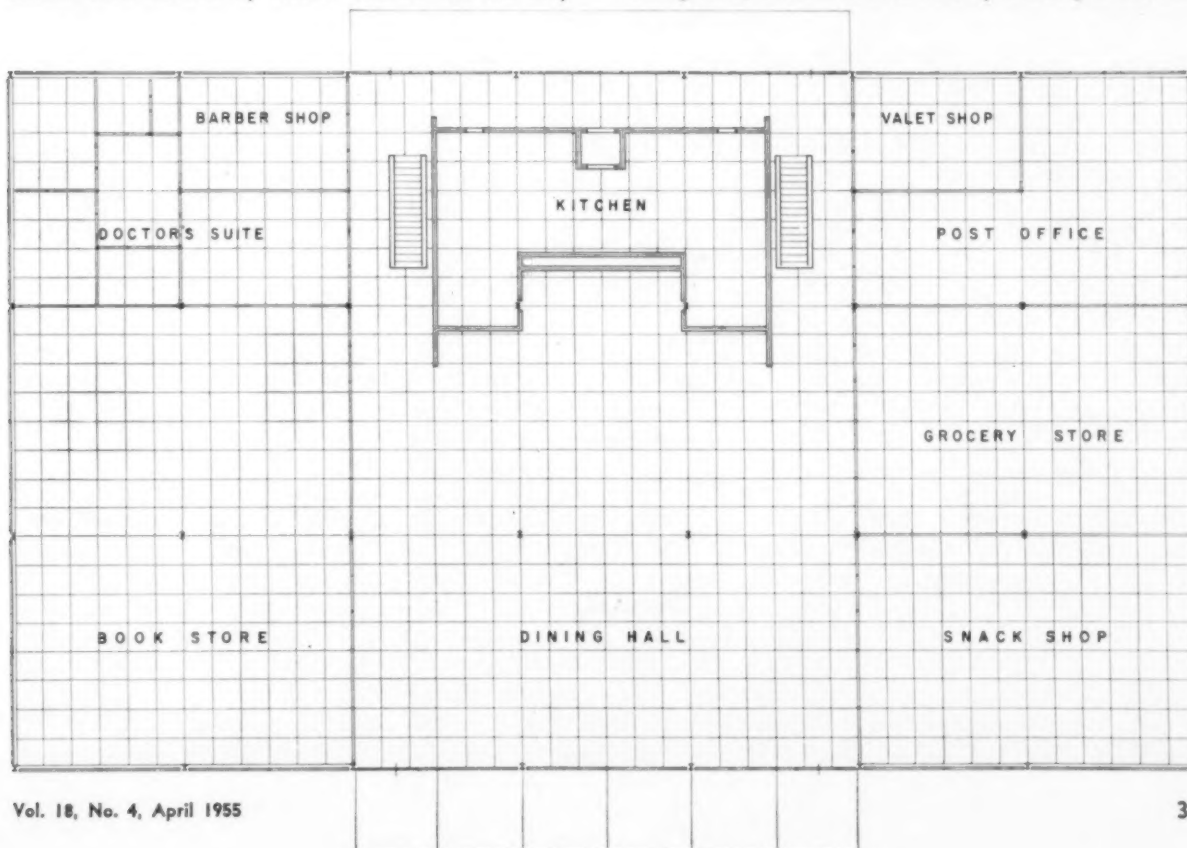 BARBER SHOP
VALET SHOP
KITCHEN
DOCTOR'S SUITE
POST OFFICE
GROCERY STORE
BOOK STORE
DINING HALL
SNACK SHOP
Vol. 18, No. 4, April 1955
3